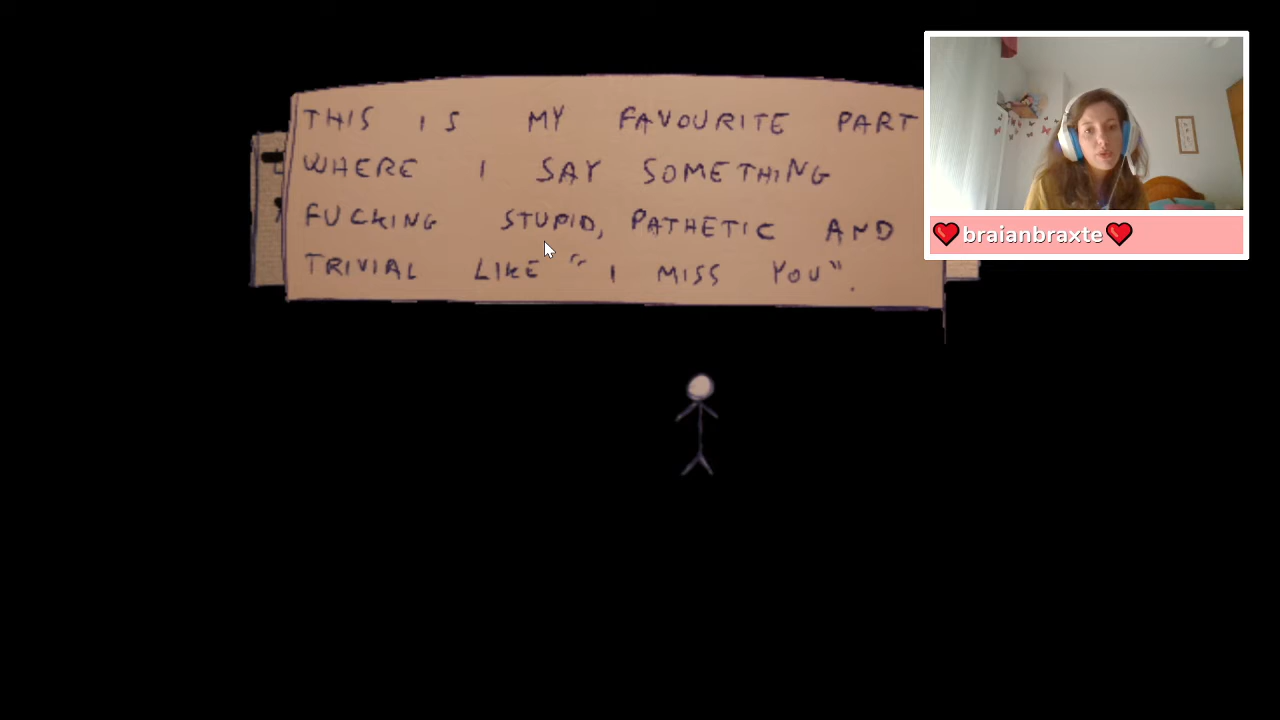 THIS IS MY FAVOURITE PART
WHERE I SAY SOMETHING
FUCKING STUPID, PATHETIC AND
TRIVIAL LIKE "I MISS YOU".
❤braianbraxte❤